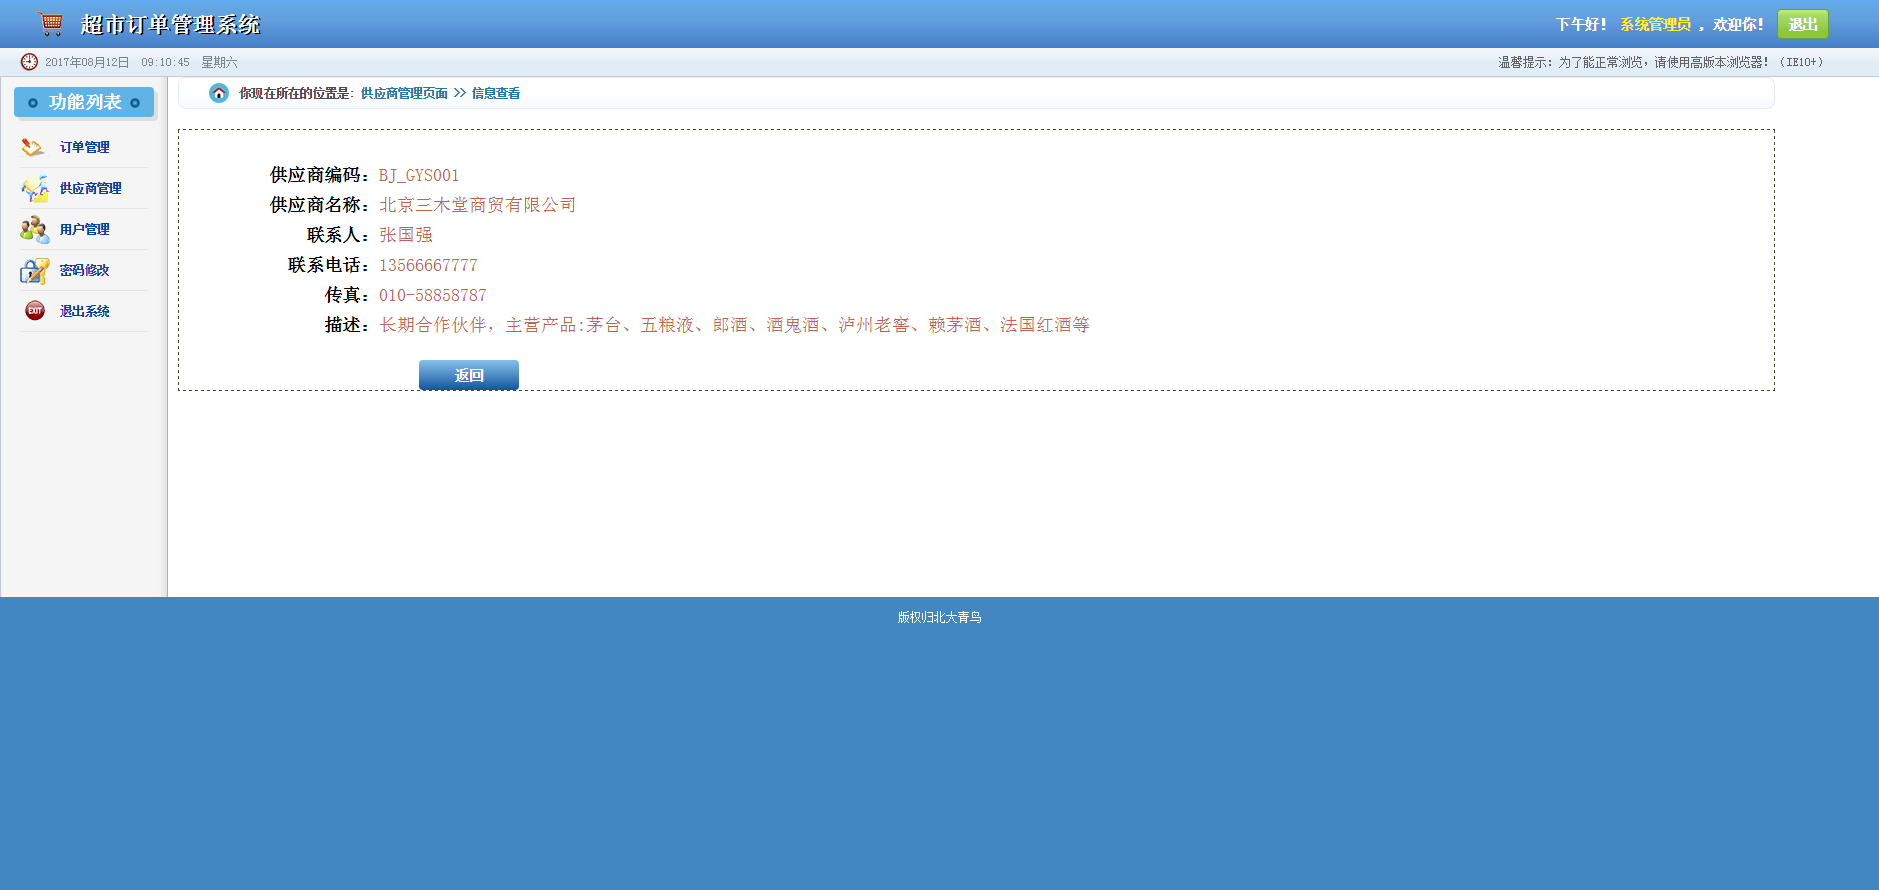 超市订单管理系统
下午好! 系统管理员 , 欢迎你! 退出
2017年08月12日 09:10:45 星期六
温馨提示:为了能正常浏览,请使用高版本浏览器!(IE10+)
功能列表
订单管理
供应商管理
用户管理
密码修改
EXIT 退出系统
你现在所在的位置是: 供应商管理页面 >> 信息查看
供应商编码: BJ_GYS001
供应商名称: 北京三木堂商贸有限公司
联系人: 张国强
联系电话: 13566667777
传真: 010-58858787
描述: 长期合作伙伴,主营产品:茅台、五粮液、郎酒、酒鬼酒、泸州老窖、赖茅酒、法国红酒等
返回
版权归北大青鸟